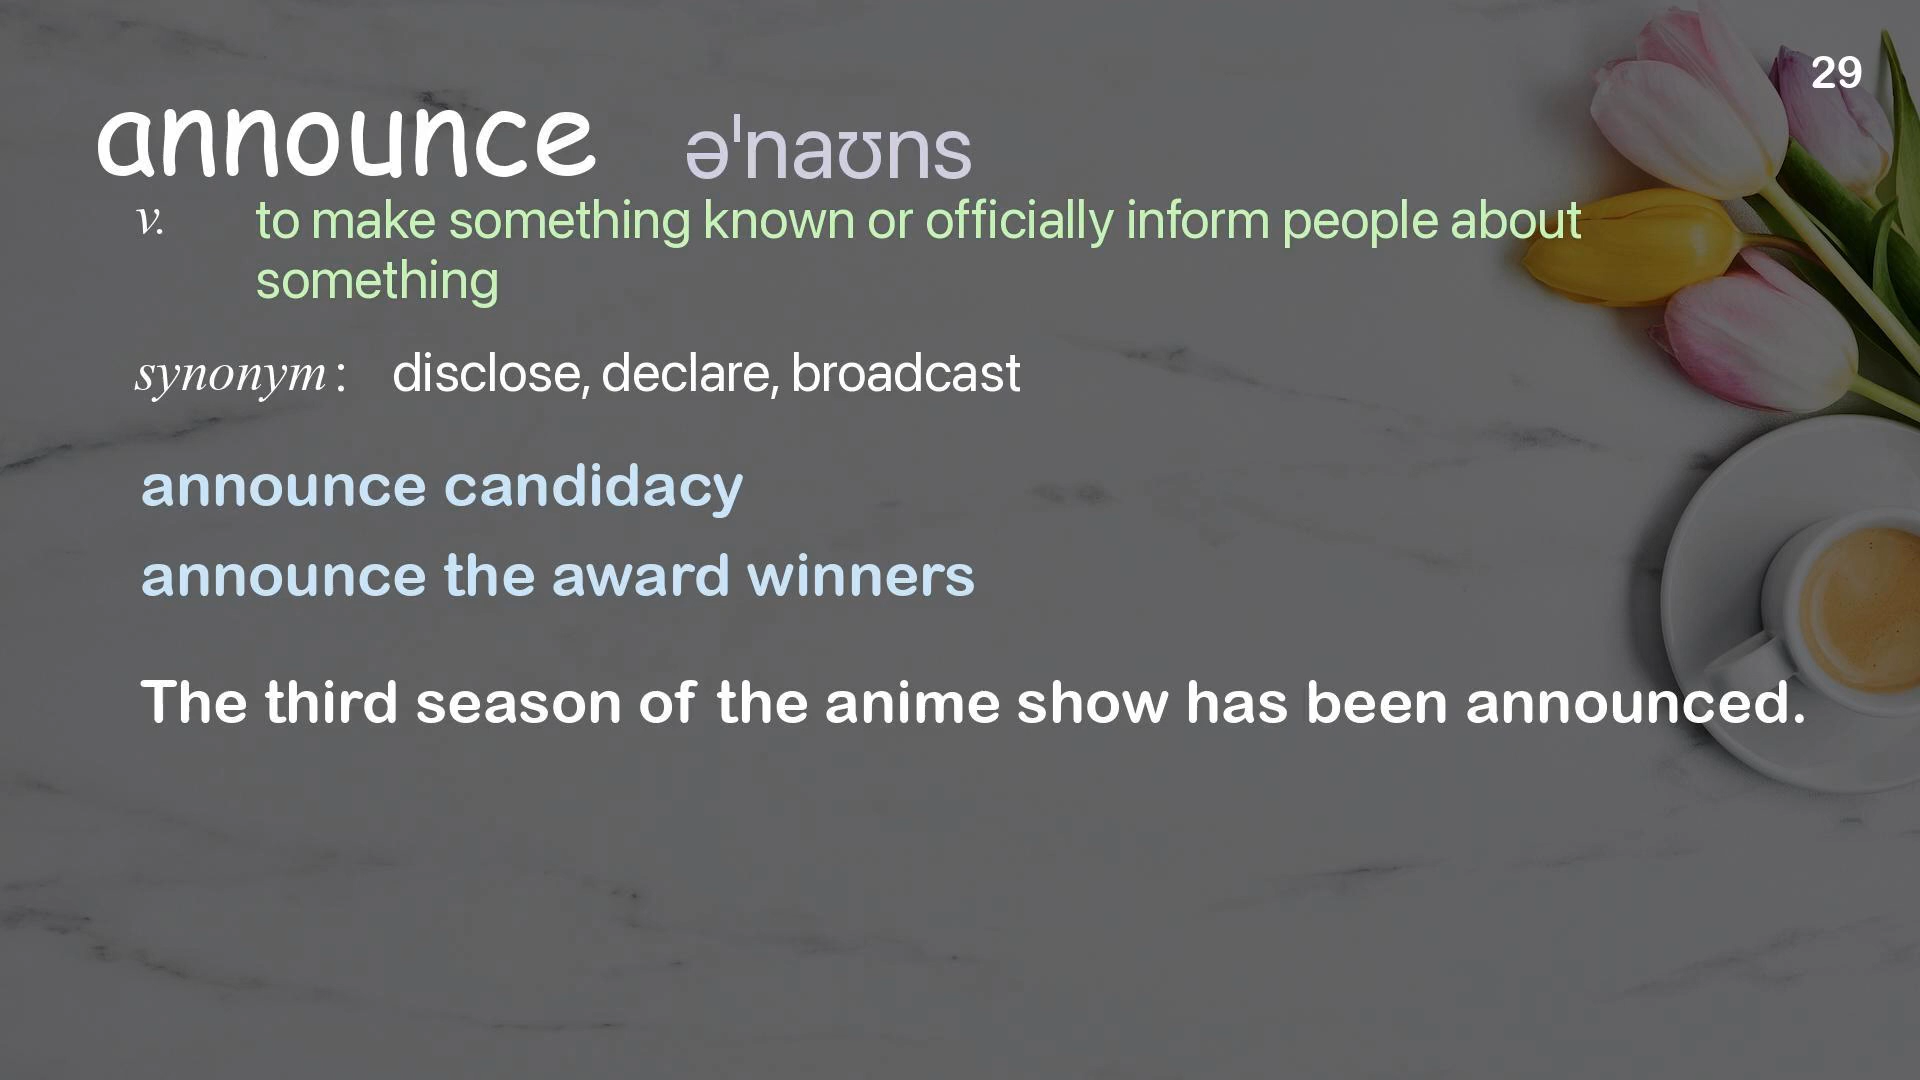 29
announce əˈnaʊns
v. to make something known or officially inform people about
something
synonym : disclose, declare, broadcast
announce candidacy
announce the award winners
The third season of the anime show has been announced.